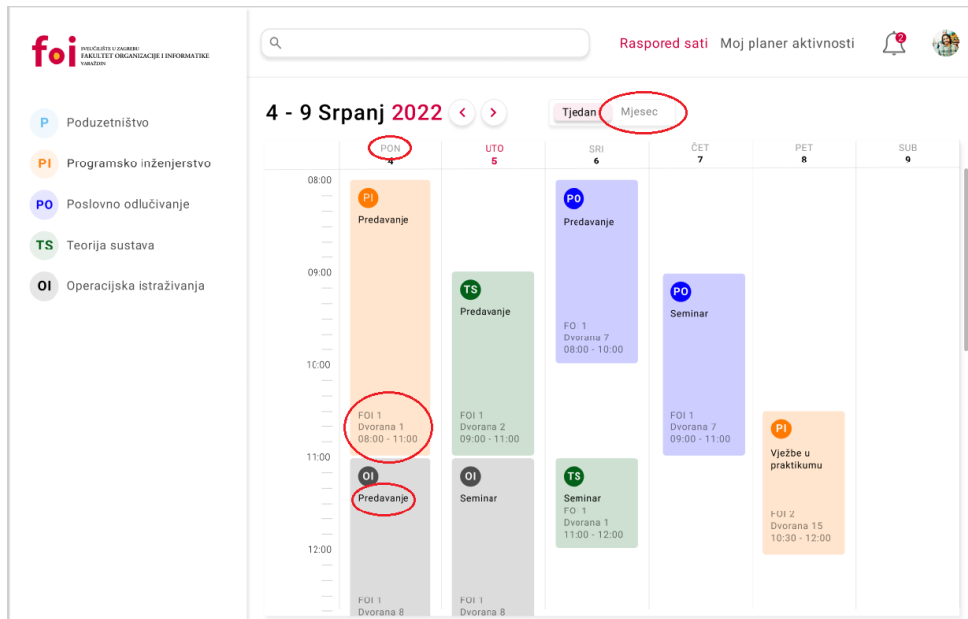 foi
SVEUČILIŠTE U ZAGREBU
FAKULTET ORGANIZACIJE I INFORMATIKE
VARAŽDIN
Raspored sati Moj planer aktivnosti
2
P Poduzetništvo
PI Programsko inženjerstvo
PO Poslovno odlučivanje
TS Teorija sustava
OI Operacijska istraživanja
4 - 9 Srpanj 2022 < >
Tjedan Mjesec
PON UTO SRI ČET PET SUB
4 5 6 7 8 9
08:00
09:00
10:00
11:00
12:00
PI
Predavanje
FOI 1
Dvorana 1
08:00 - 11:00
OI
Predavanje
FOI 1
Dvorana 8
TS
Predavanje
FOI 1
Dvorana 2
09:00 - 11:00
OI
Seminar
FOI 1
Dvorana 8
PO
Predavanje
FOI 1
Dvorana 7
08:00 - 10:00
TS
Seminar
FOI 1
Dvorana 1
11:00 - 12:00
PO
Seminar
FOI 1
Dvorana 7
09:00 - 11:00
PI
Vježbe u
praktikumu
FOI 2
Dvorana 15
10:30 - 12:00